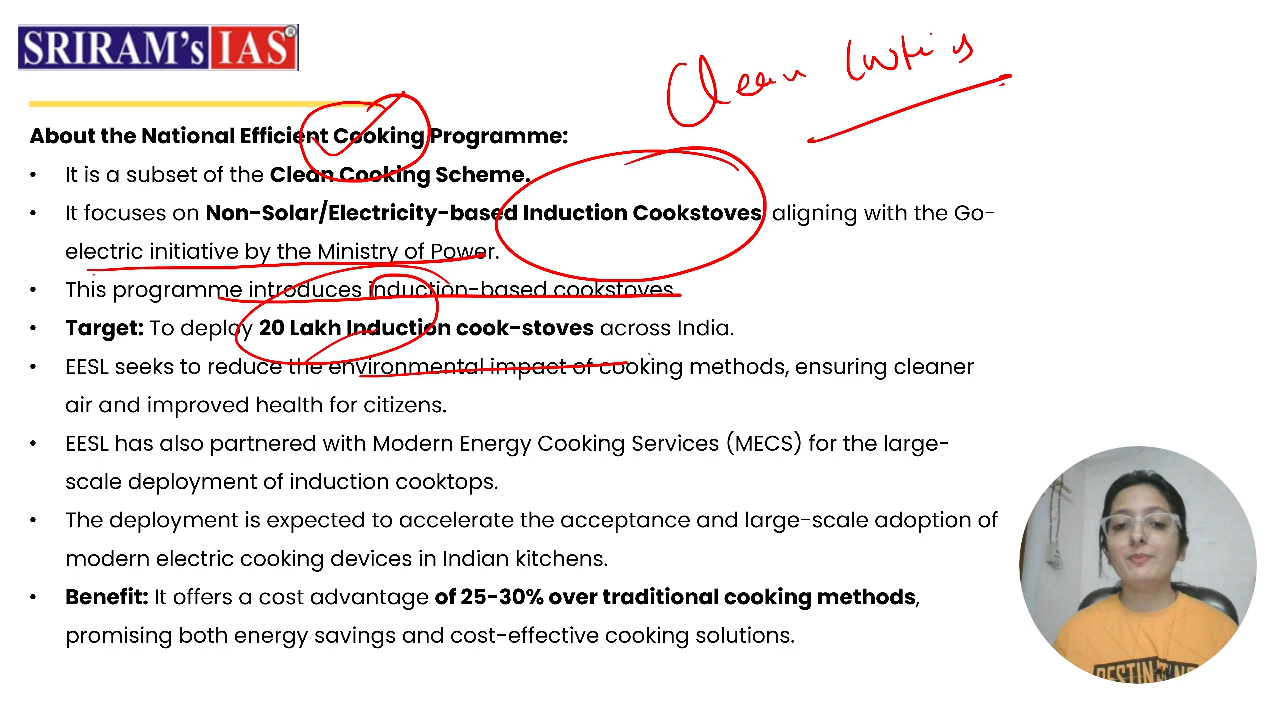 SRIRAM's IAS®
Clean
About the National Efficient Cooking Programme:
• It is a subset of the Clean Cooking Scheme.
• It focuses on Non-Solar/Electricity-based Induction Cookstoves, aligning with the Go-
electric initiative by the Ministry of Power.
• This programme introduces induction-based cookstoves.
• Target: To deploy 20 Lakh Induction cook-stoves across India.
• EESL seeks to reduce the environmental impact of cooking methods, ensuring cleaner
air and improved health for citizens.
• EESL has also partnered with Modern Energy Cooking Services (MECS) for the large-
scale deployment of induction cooktops.
• The deployment is expected to accelerate the acceptance and large-scale adoption of
modern electric cooking devices in Indian kitchens.
• Benefit: It offers a cost advantage of 25-30% over traditional cooking methods,
promising both energy savings and cost-effective cooking solutions.